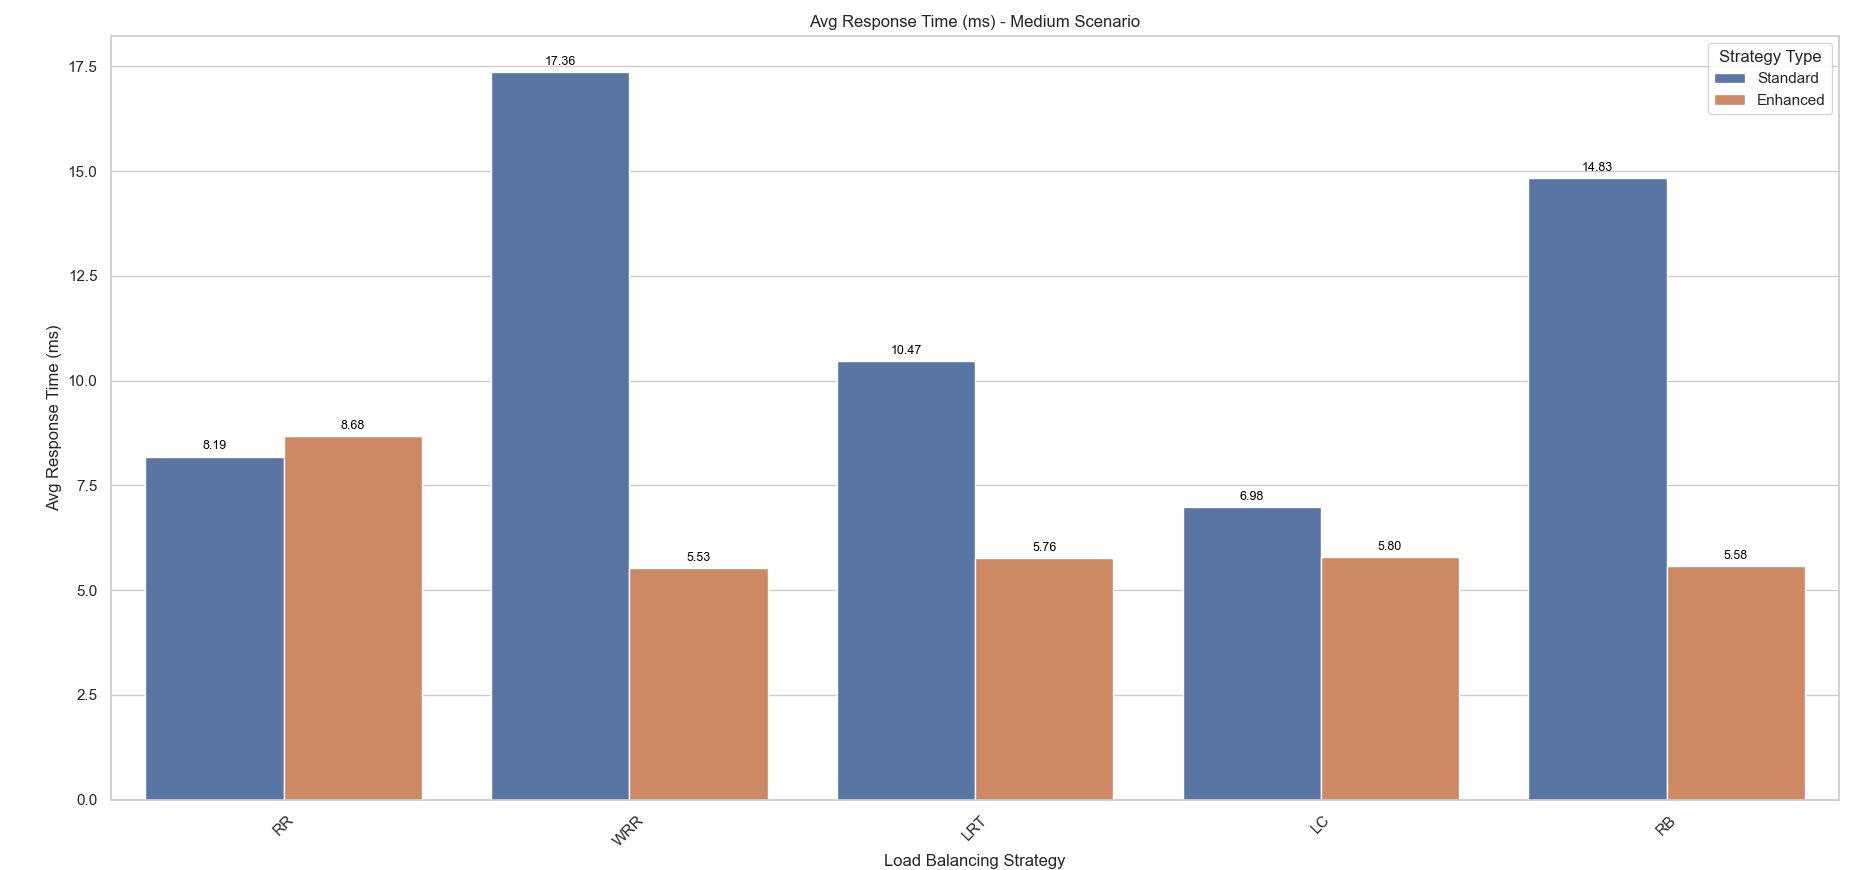 Avg Response Time (ms) - Medium Scenario
Strategy Type
Standard
Enhanced
Avg Response Time (ms)
17.5
15.0
12.5
10.0
7.5
5.0
2.5
0.0
8.19
8.68
17.36
5.53
10.47
5.76
6.98
5.80
14.83
5.58
RR
WRR
LRT
LC
RB
Load Balancing Strategy